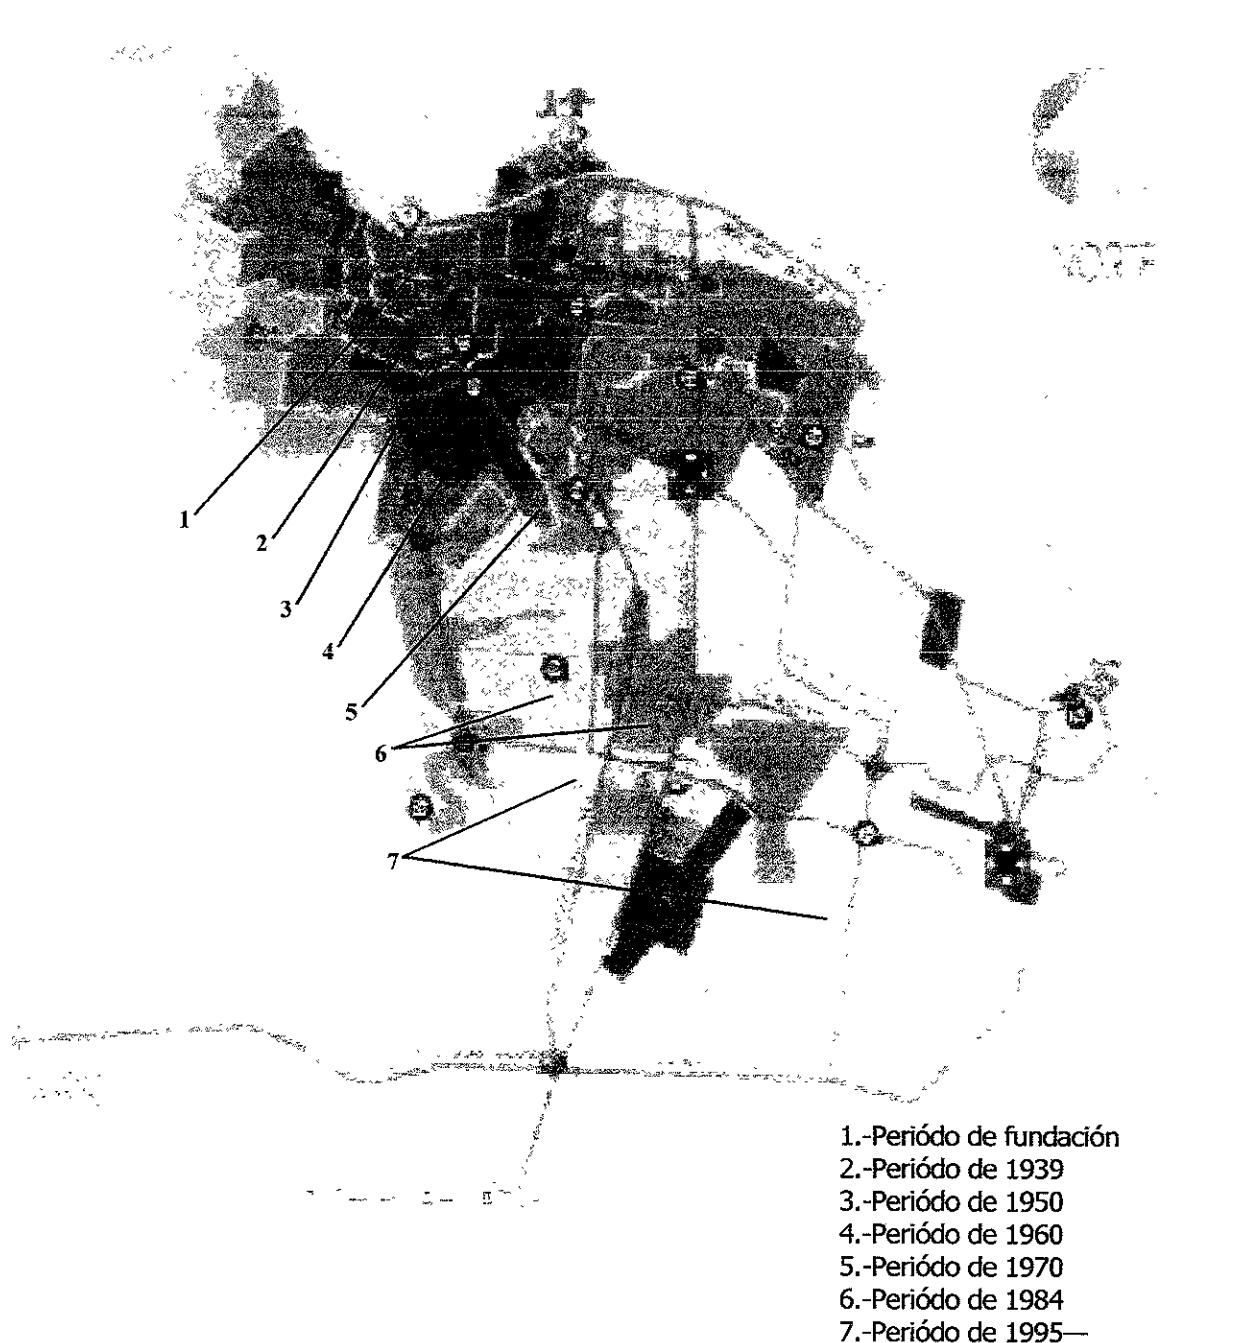 1
2
3
4
5
6
7
1.-Periódo de fundación
2.-Periódo de 1939
3.-Periódo de 1950
4.-Periódo de 1960
5.-Periódo de 1970
6.-Periódo de 1984
7.-Periódo de 1995—